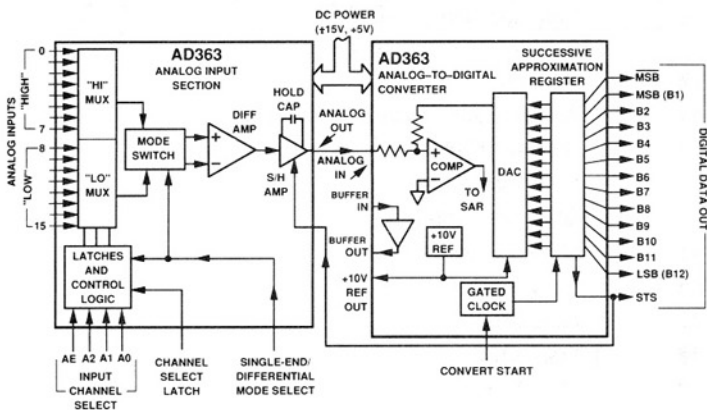 DC POWER
(±15V, +5V)
AD363
ANALOG INPUT
SECTION
ANALOG INPUTS
"HIGH"
"LOW"
0
7
8
15
"HI"
MUX
"LO"
MUX
MODE
SWITCH
DIFF
AMP
HOLD
CAP
S/H
AMP
ANALOG
OUT
ANALOG
IN
LATCHES
AND
CONTROL
LOGIC
AE A2 A1 A0
INPUT
CHANNEL
SELECT
CHANNEL
SELECT
LATCH
SINGLE-END/
DIFFERENTIAL
MODE SELECT
AD363
ANALOG–TO–DIGITAL
CONVERTER
SUCCESSIVE
APPROXIMATION
REGISTER
+
−
+
−
COMP
TO
SAR
DAC
BUFFER
IN
BUFFER
OUT
+10V
REF
+10V
REF
OUT
GATED
CLOCK
CONVERT START
MSB
MSB (B1)
B2
B3
B4
B5
B6
B7
B8
B9
B10
B11
LSB (B12)
STS
DIGITAL DATA OUT